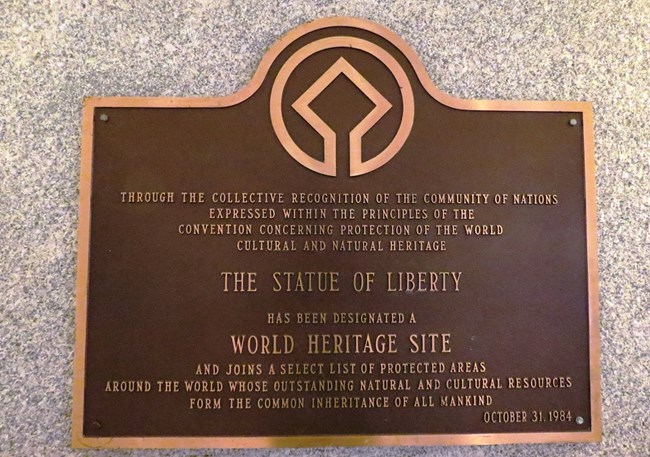 THROUGH THE COLLECTIVE RECOGNITION OF THE COMMUNITY OF NATIONS
EXPRESSED WITHIN THE PRINCIPLES OF THE
CONVENTION CONCERNING PROTECTION OF THE WORLD
CULTURAL AND NATURAL HERITAGE
THE STATUE OF LIBERTY
HAS BEEN DESIGNATED A
WORLD HERITAGE SITE
AND JOINS A SELECT LIST OF PROTECTED AREAS
AROUND THE WORLD WHOSE OUTSTANDING NATURAL AND CULTURAL RESOURCES
FORM THE COMMON INHERITANCE OF ALL MANKIND
OCTOBER 31, 1984